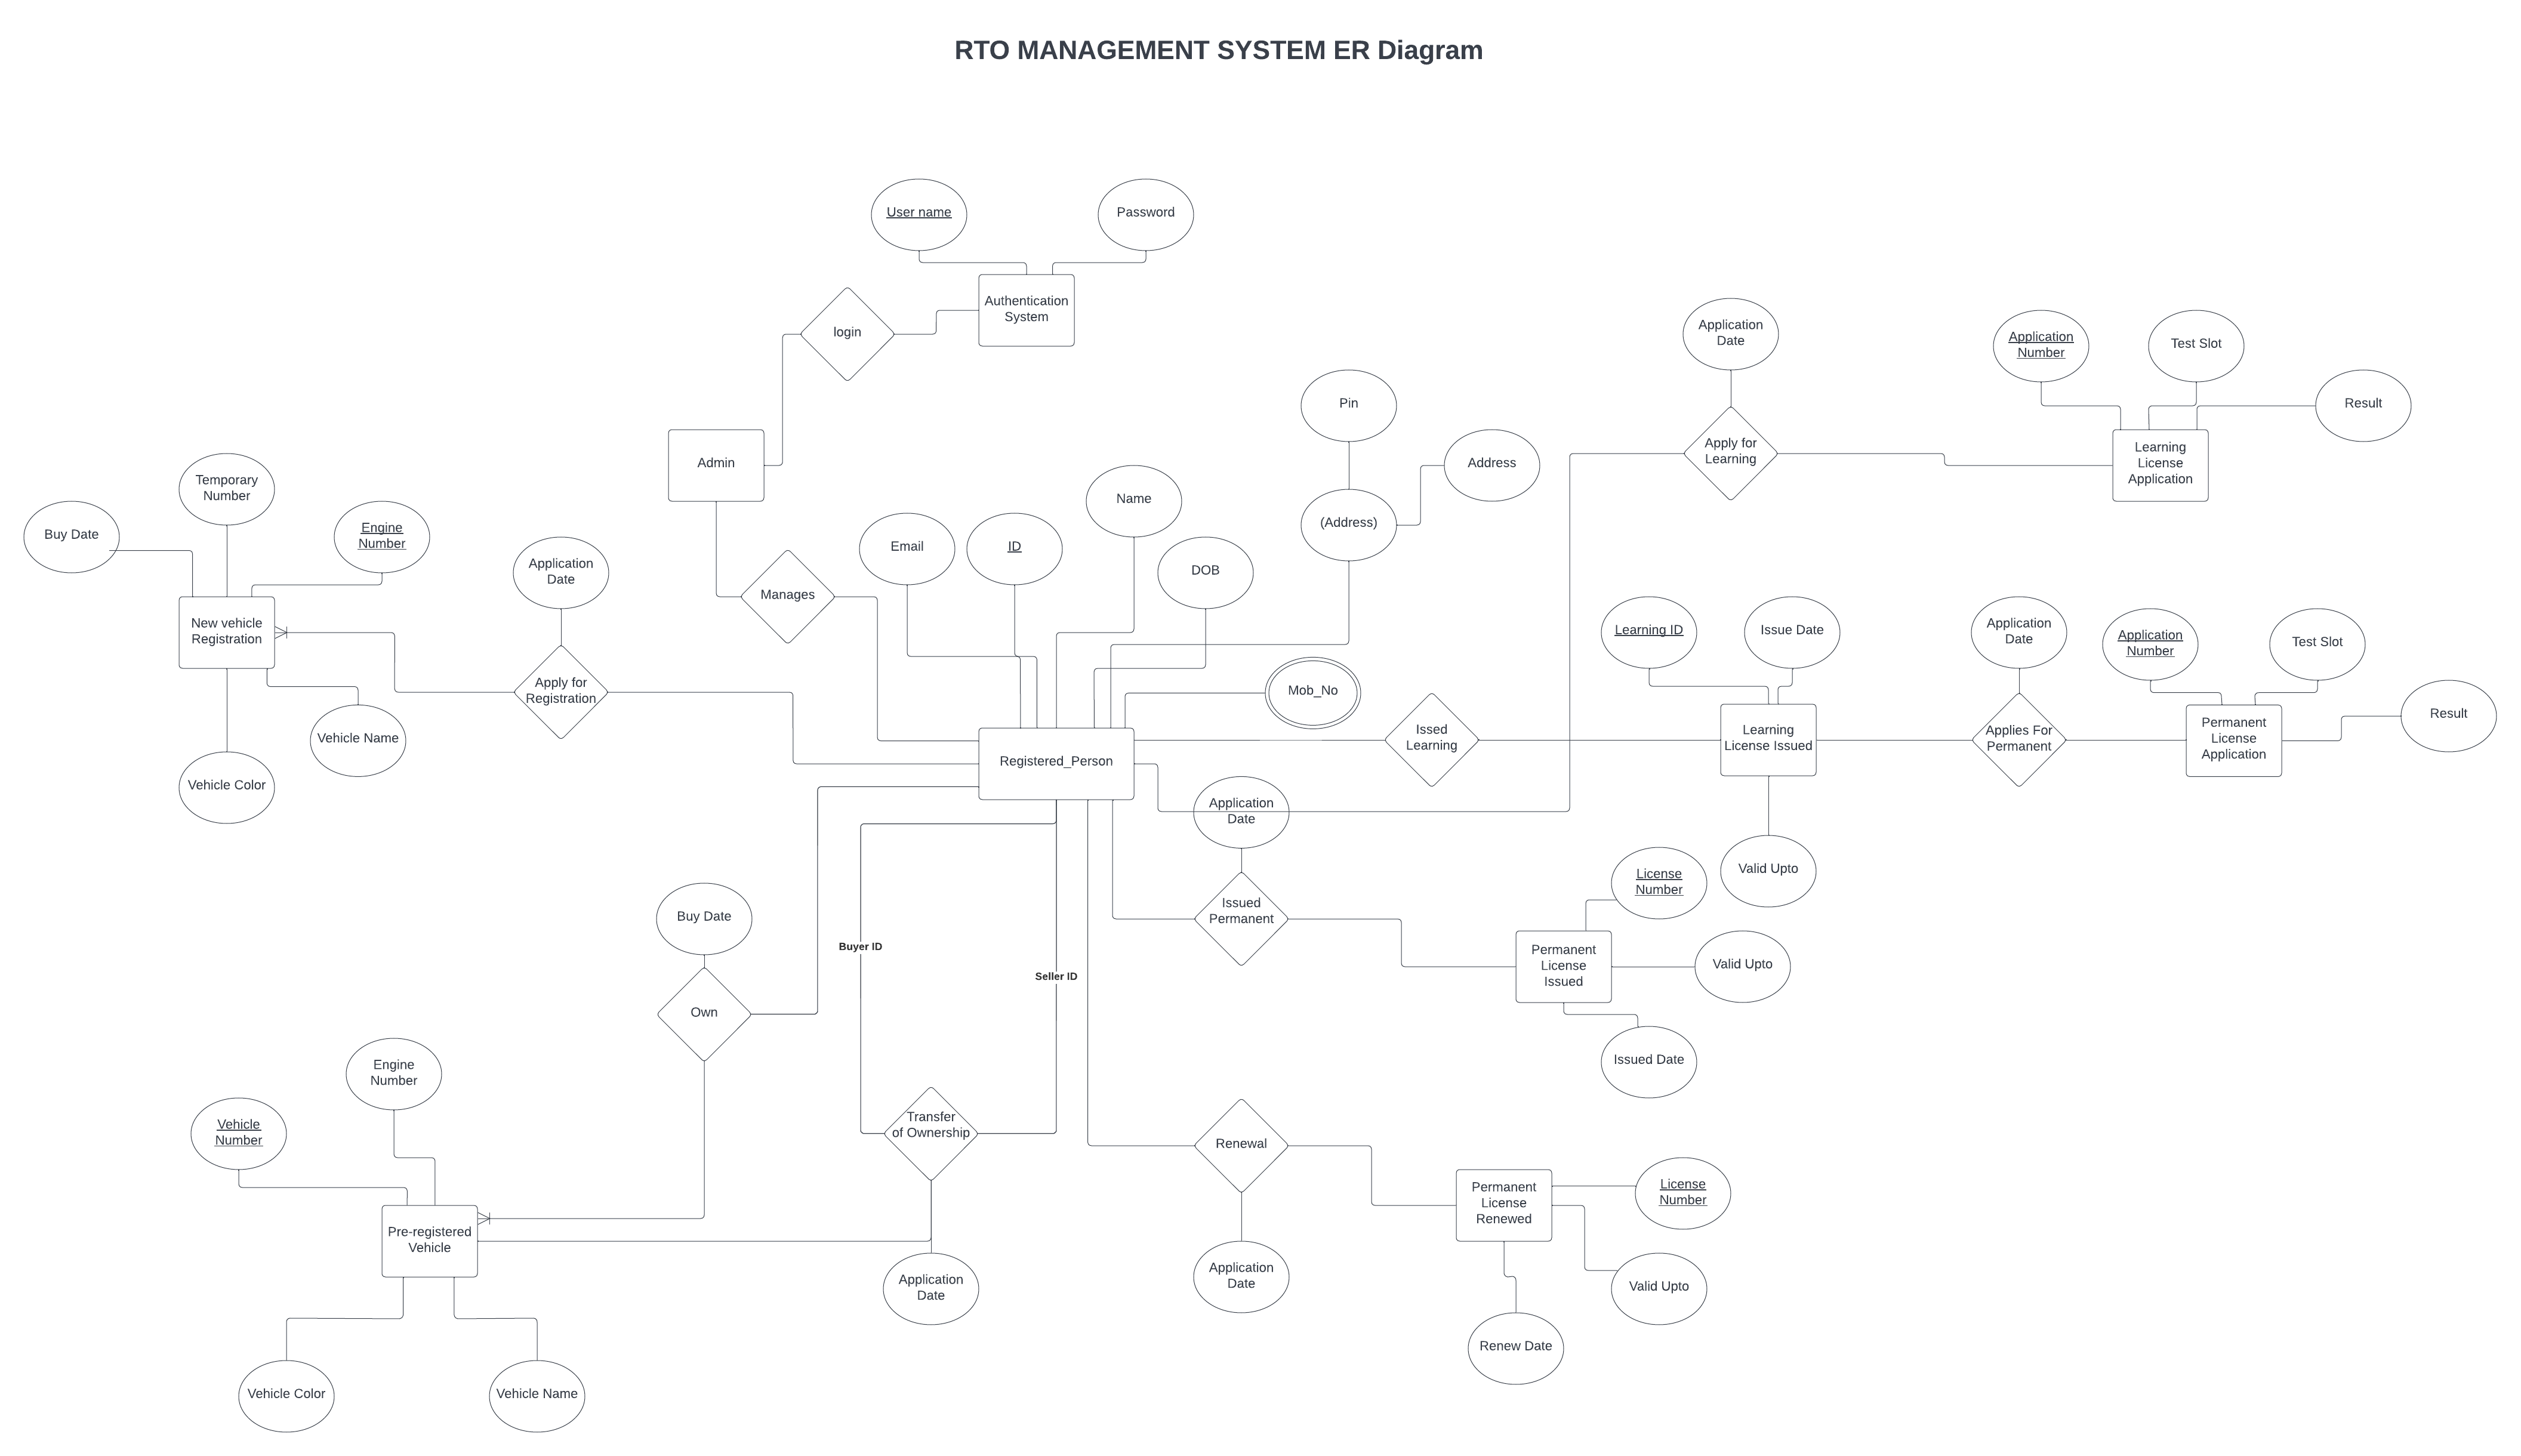 RTO MANAGEMENT SYSTEM ER Diagram
User name
Password
Authentication
System
login
Application
Date
Application
Number
Test Slot
Result
Pin
Address
(Address)
Apply for
Learning
Learning
License
Application
Admin
Name
Email
ID
DOB
Manages
Temporary
Number
Buy Date
Engine
Number
Application
Date
New vehicle
Registration
Apply for
Registration
Vehicle Name
Vehicle Color
Mob_No
Registered_Person
Issed
Learning
Learning ID
Issue Date
Learning
License Issued
Valid Upto
Application
Date
Applies For
Permanent
Application
Number
Test Slot
Result
Permanent
License
Application
Application
Date
Issued
Permanent
License
Number
Permanent
License
Issued
Valid Upto
Issued Date
Buy Date
Own
Buyer ID
Seller ID
Transfer
of Ownership
Application
Date
Engine
Number
Vehicle
Number
Pre-registered
Vehicle
Vehicle Color
Vehicle Name
Renewal
Application
Date
Permanent
License
Renewed
License
Number
Valid Upto
Renew Date